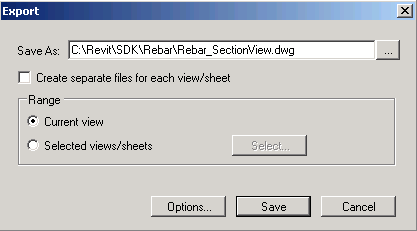 Export
Save As: C:\Revit\SDK\Rebar\Rebar_SectionView.dwg ...
Create separate files for each view/sheet
Range
Current view
Selected views/sheets Select...
Options... Save Cancel